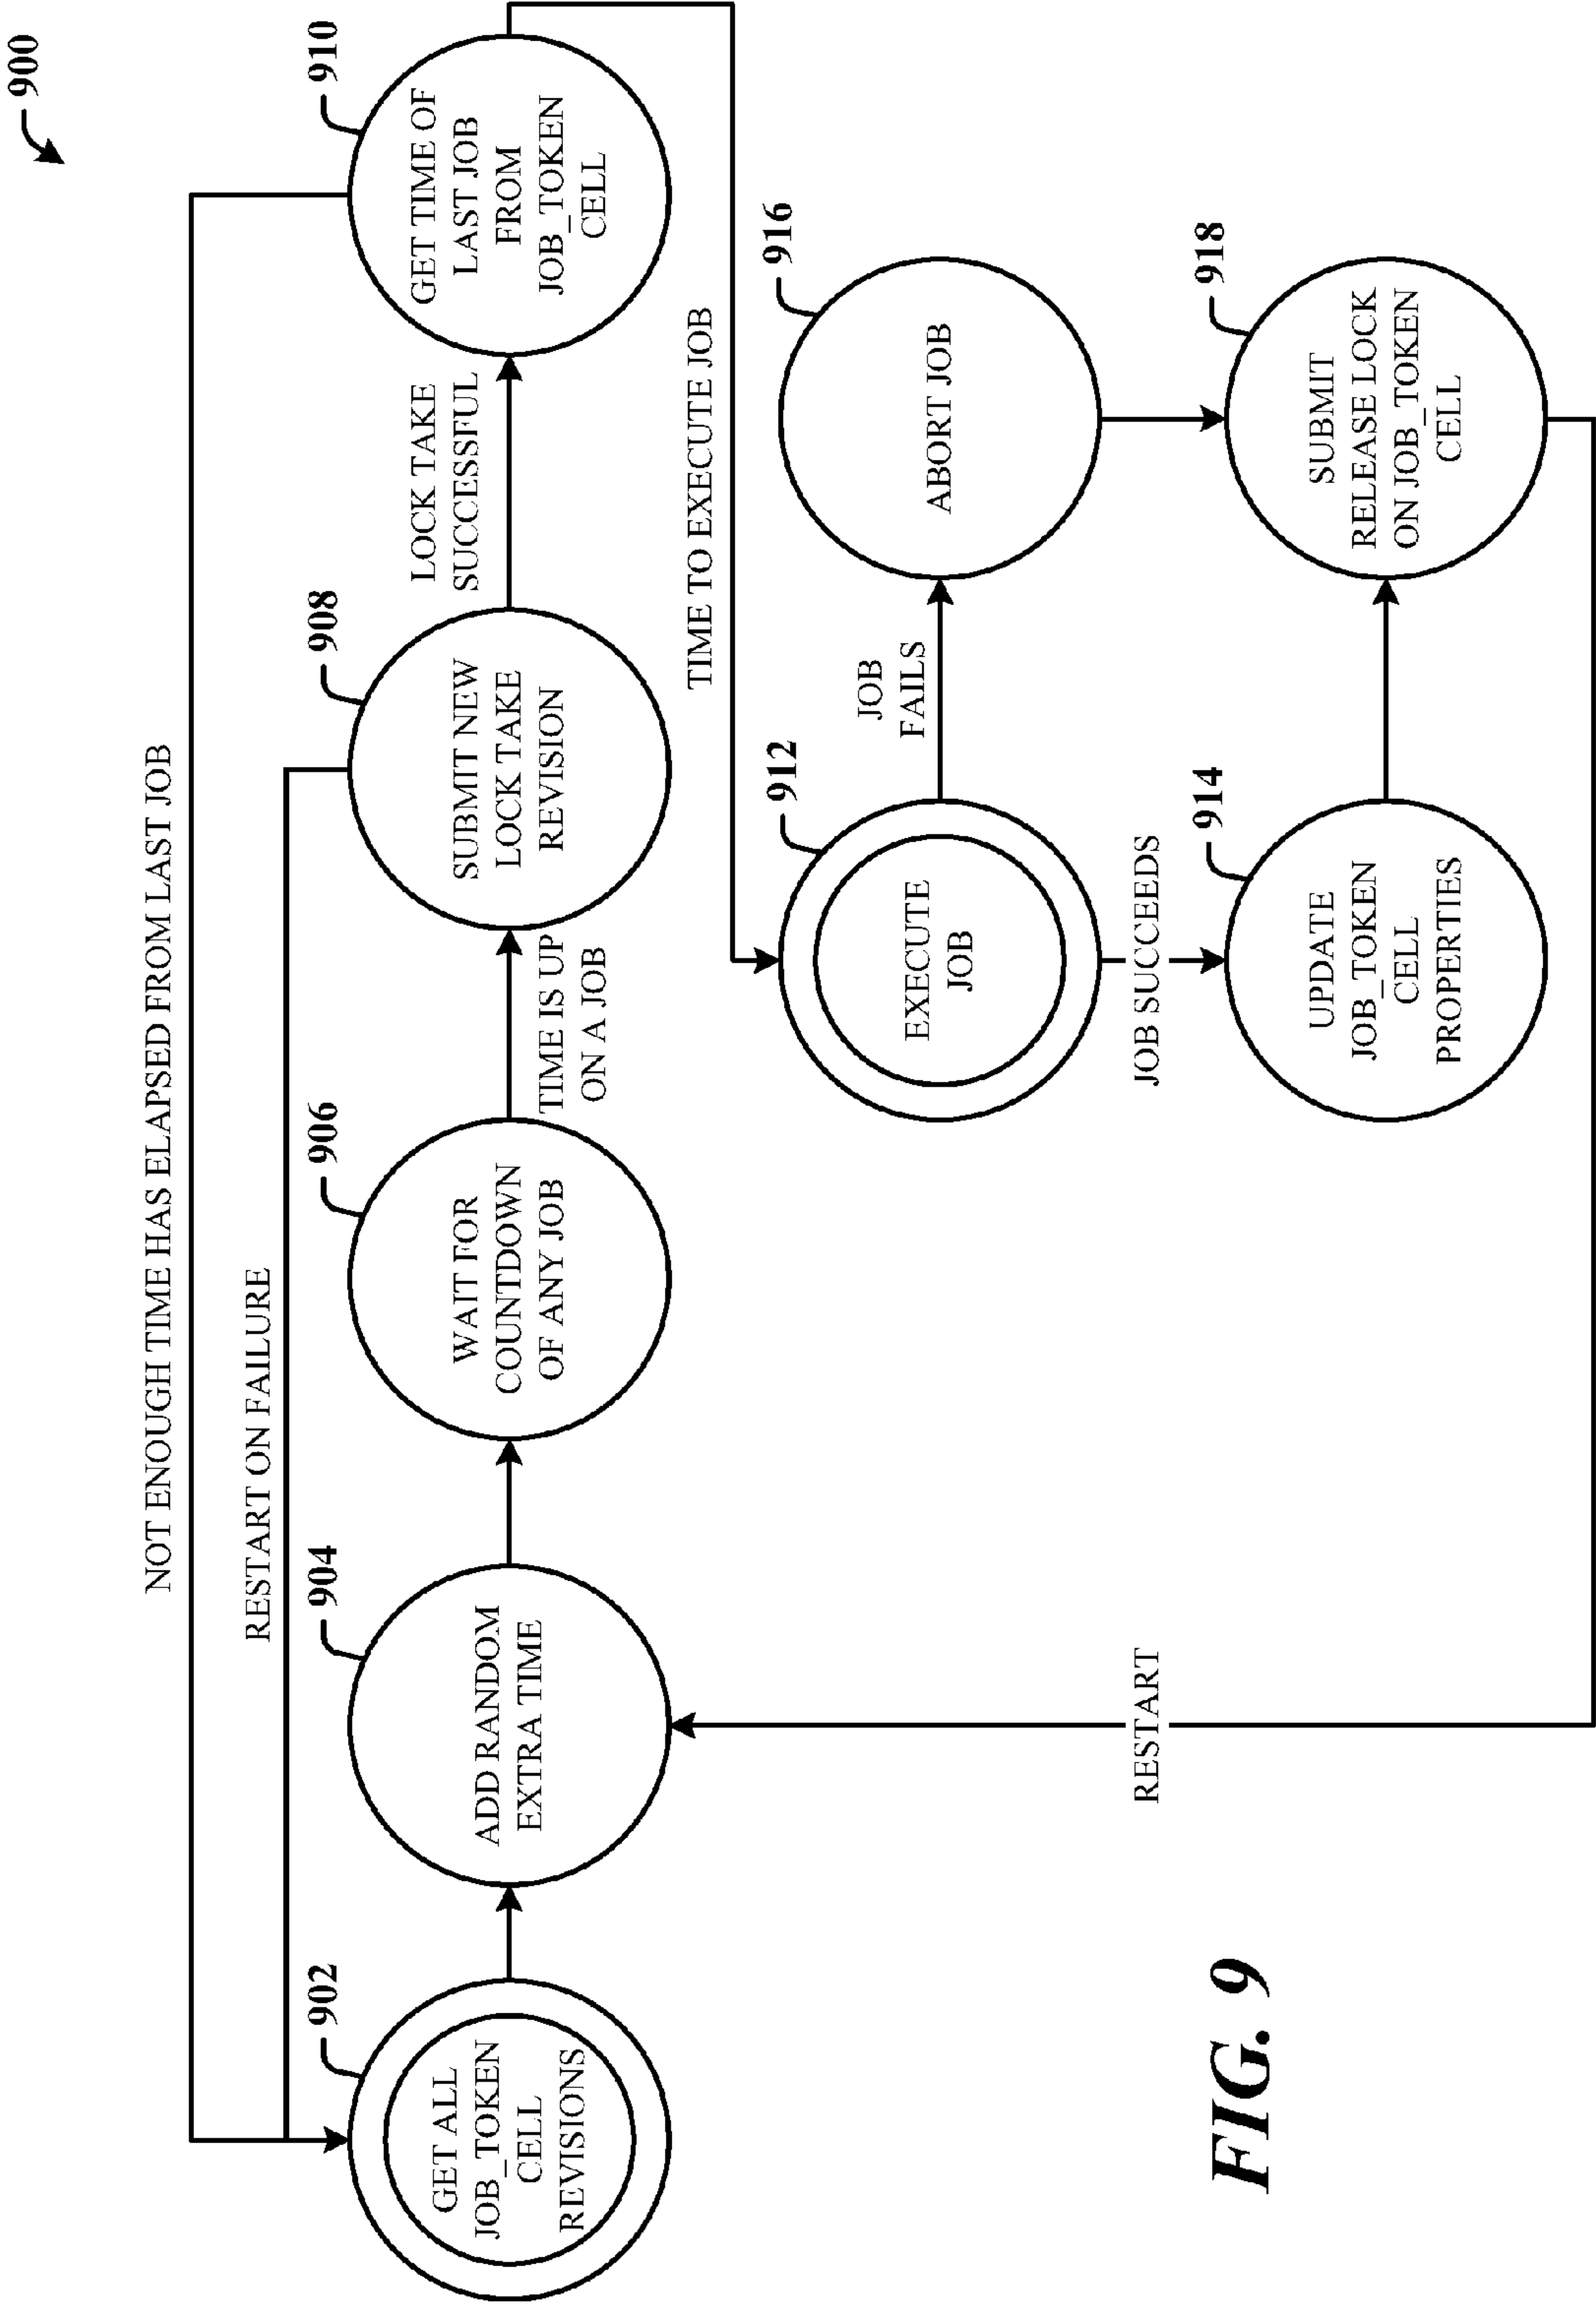 900
NOT ENOUGH TIME HAS ELAPSED FROM LAST JOB
RESTART ON FAILURE
902
GET ALL
JOB_TOKEN
CELL
REVISIONS
904
ADD RANDOM
EXTRA TIME
906
WAIT FOR
COUNTDOWN
OF ANY JOB
TIME IS UP
ON A JOB
908
SUBMIT NEW
LOCK TAKE
REVISION
LOCK TAKE
SUCCESSFUL
910
GET TIME OF
LAST JOB
FROM
JOB_TOKEN
CELL
TIME TO EXECUTE JOB
912
EXECUTE
JOB
JOB
FAILS
916
ABORT JOB
JOB SUCCEEDS
914
UPDATE
JOB_TOKEN
CELL
PROPERTIES
918
SUBMIT
RELEASE LOCK
ON JOB_TOKEN
CELL
RESTART
FIG. 9